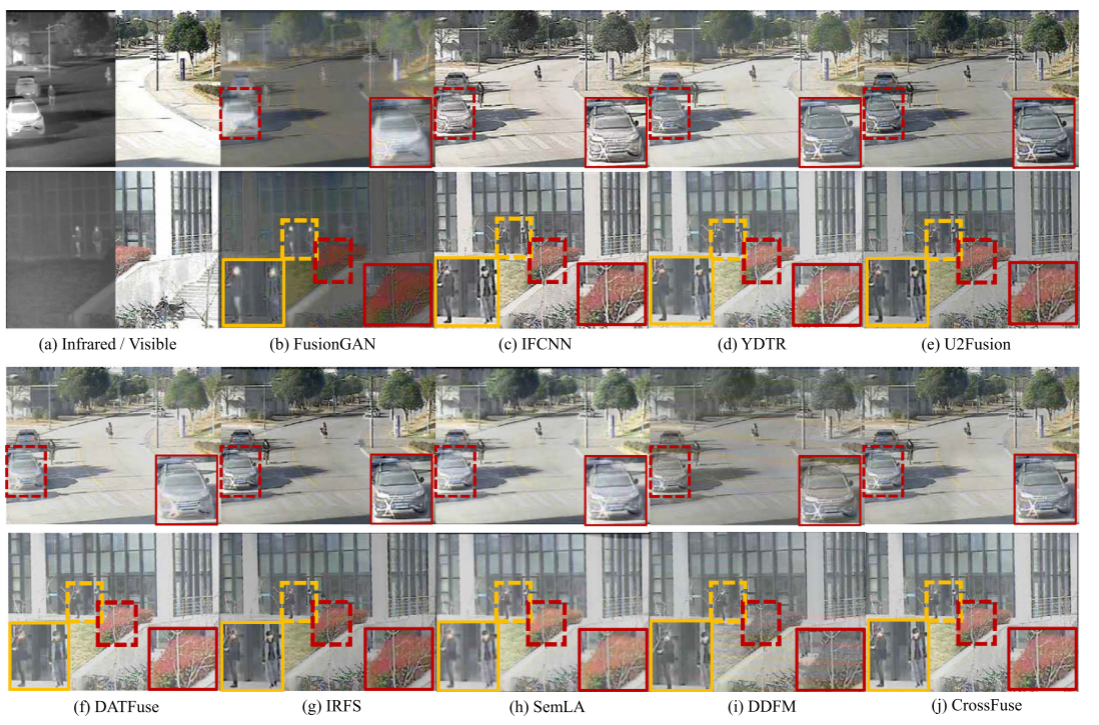 (a) Infrared / Visible
(b) FusionGAN
(c) IFCNN
(d) YDTR
(e) U2Fusion
(f) DATFuse
(g) IRFS
(h) SemLA
(i) DDFM
(j) CrossFuse